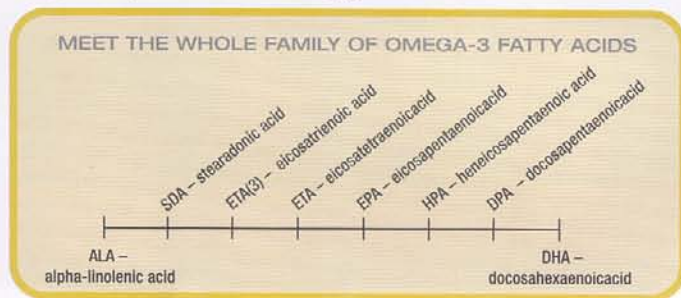 MEET THE WHOLE FAMILY OF OMEGA-3 FATTY ACIDS
SDA – stearadonic acid
ETA(3) – eicosatrienoic acid
ETA – eicosatetraenoicacid
EPA – eicosapentaenoicacid
HPA – heneicosapentaenoic acid
DPA – docosapentaenoicacid
ALA –
alpha-linolenic acid
DHA –
docosahexaenoicacid